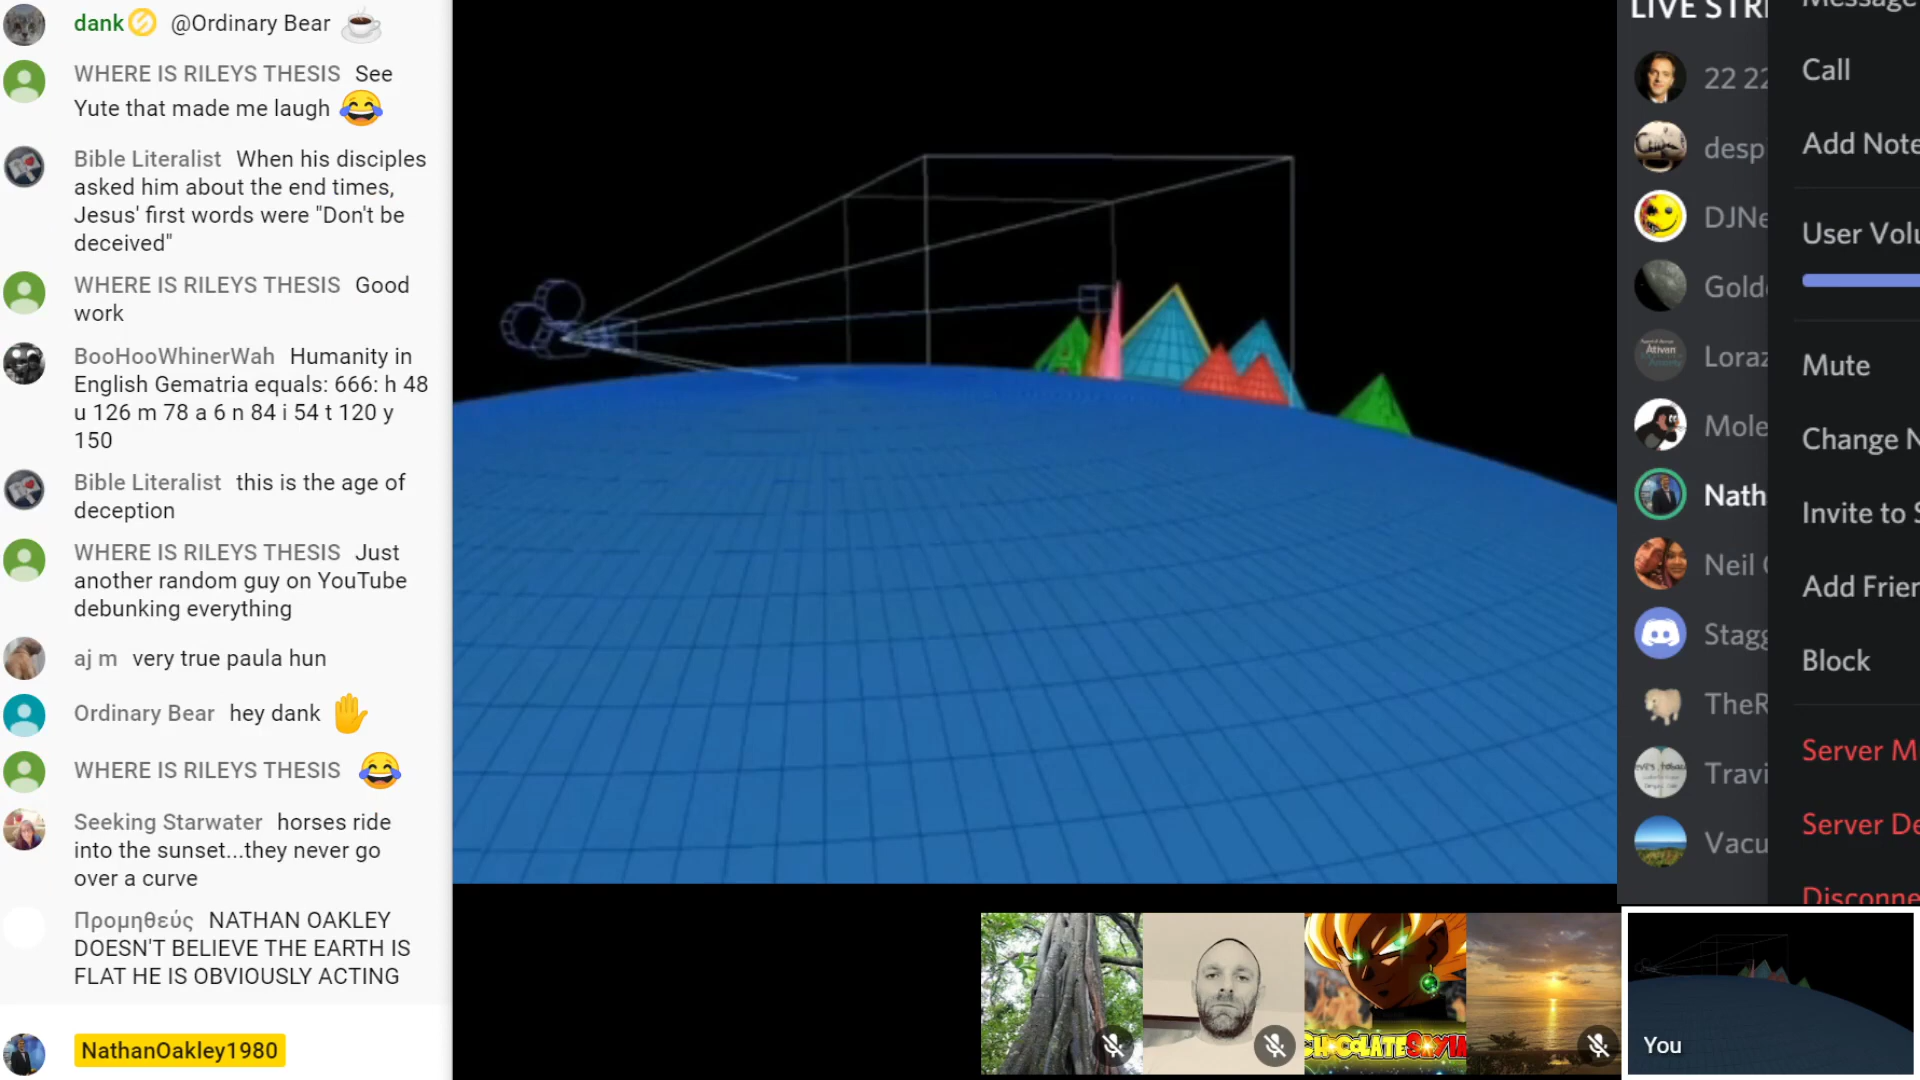 dank @Ordinary Bear
WHERE IS RILEYS THESIS See
Yute that made me laugh
Bible Literalist When his disciples
asked him about the end times,
Jesus' first words were "Don't be
deceived"
WHERE IS RILEYS THESIS Good
work
BooHooWhinerWah Humanity in
English Gematria equals: 666: h 48
u 126 m 78 a 6 n 84 i 54 t 120 y
150
Bible Literalist this is the age of
deception
WHERE IS RILEYS THESIS Just
another random guy on YouTube
debunking everything
aj m very true paula hun
Ordinary Bear hey dank
WHERE IS RILEYS THESIS
Seeking Starwater horses ride
into the sunset...they never go
over a curve
Προμηθεύς NATHAN OAKLEY
DOESN'T BELIEVE THE EARTH IS
FLAT HE IS OBVIOUSLY ACTING
NathanOakley1980
LIVE STRI
22 22
desp
DJNe
Gold
Loraz
Mole
Nath
Neil
Stagg
TheR
Travi
Vacu
Message
Call
Add Note
User Volu
Mute
Change N
Invite to S
Add Frien
Block
Server M
Server De
Disconne
Ativan
CHOCOLATE SAYIA
You